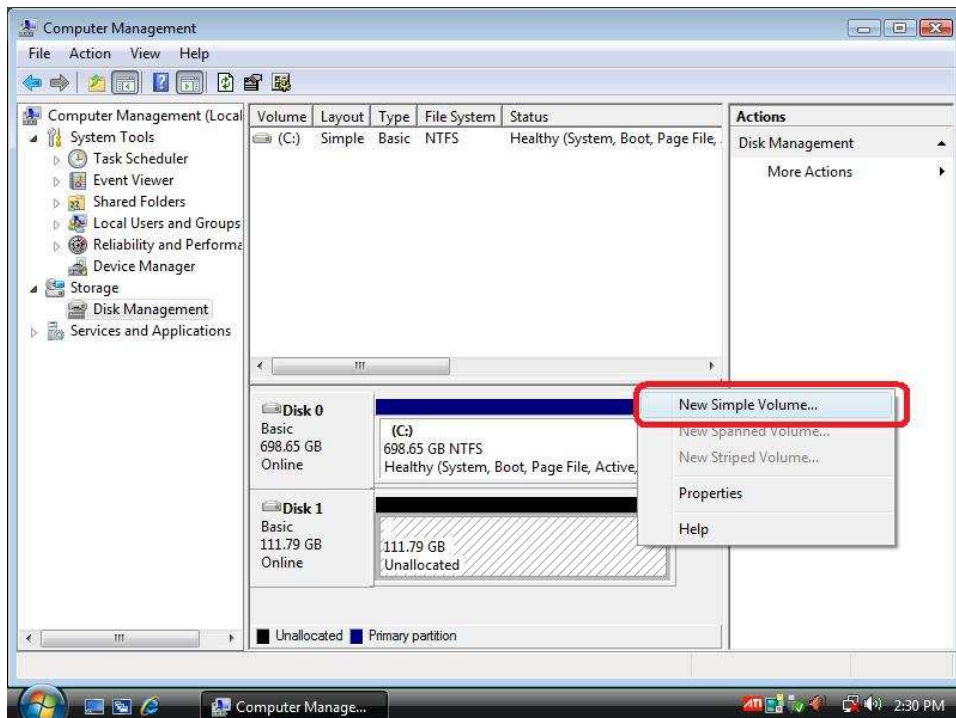 Computer Management
File Action View Help
Computer Management (Local
System Tools
Task Scheduler
Event Viewer
Shared Folders
Local Users and Groups
Reliability and Performa
Device Manager
Storage
Disk Management
Services and Applications
Volume Layout Type File System Status
(C:) Simple Basic NTFS Healthy (System, Boot, Page File,
Actions
Disk Management
More Actions
Disk 0
Basic
698.65 GB
Online
(C:)
698.65 GB NTFS
Healthy (System, Boot, Page File, Active,
Disk 1
Basic
111.79 GB
Online
111.79 GB
Unallocated
New Simple Volume...
New Spanned Volume...
New Striped Volume...
Properties
Help
Unallocated Primary partition
Computer Manage...
ATI
2:30 PM